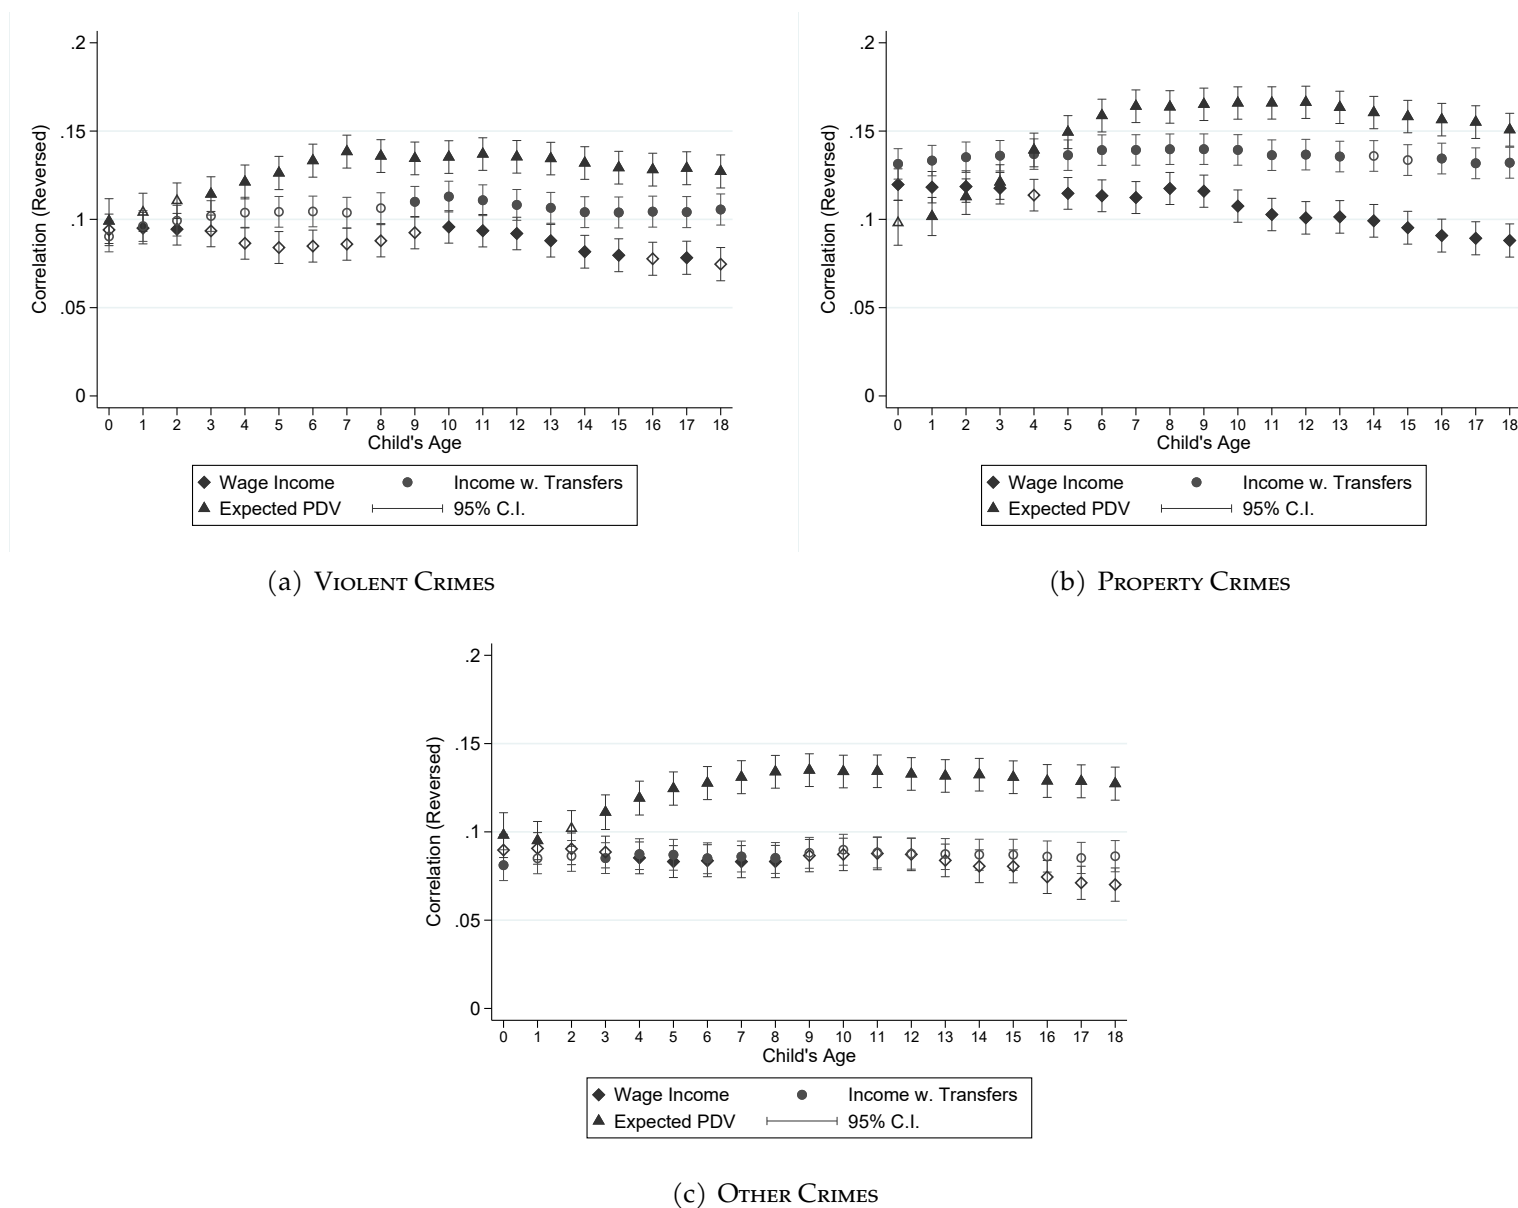 Correlation (Reversed)
.2
.15
.1
.05
0
0 1 2 3 4 5 6 7 8 9 10 11 12 13 14 15 16 17 18
Child's Age
Wage Income Income w. Transfers
Expected PDV 95% C.I.
(a) Violent Crimes
Correlation (Reversed)
.2
.15
.1
.05
0
0 1 2 3 4 5 6 7 8 9 10 11 12 13 14 15 16 17 18
Child's Age
Wage Income Income w. Transfers
Expected PDV 95% C.I.
(b) Property Crimes
Correlation (Reversed)
.2
.15
.1
.05
0
0 1 2 3 4 5 6 7 8 9 10 11 12 13 14 15 16 17 18
Child's Age
Wage Income Income w. Transfers
Expected PDV 95% C.I.
(c) Other Crimes